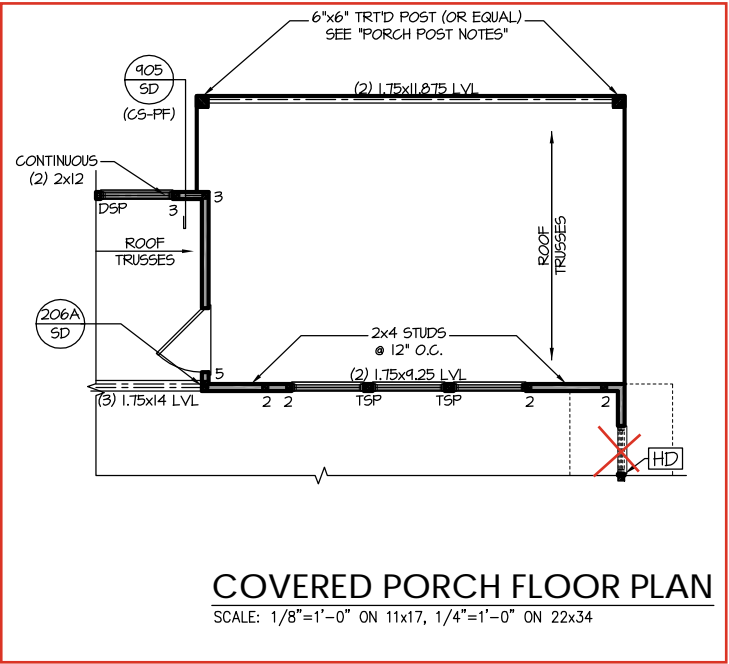 6"x6" TRT'D POST (OR EQUAL)
SEE "PORCH POST NOTES"
905
SD
(CS-PF)
(2) 1.75x11.875 LVL
CONTINUOUS
(2) 2x12
DSP
3
3
ROOF
TRUSSES
ROOF
TRUSSES
206A
SD
2x4 STUDS
@ 12" O.C.
5
(2) 1.75x9.25 LVL
(3) 1.75x14 LVL
2
2
TSP
TSP
2
2
HD
COVERED PORCH FLOOR PLAN
SCALE: 1/8"=1'-0" ON 11x17, 1/4"=1'-0" ON 22x34